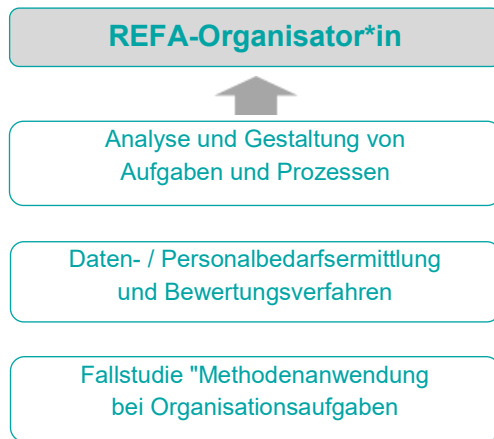 REFA-Organisator*in
Analyse und Gestaltung von
Aufgaben und Prozessen
Daten- / Personalbedarfsermittlung
und Bewertungsverfahren
Fallstudie "Methodenanwendung
bei Organisationsaufgaben